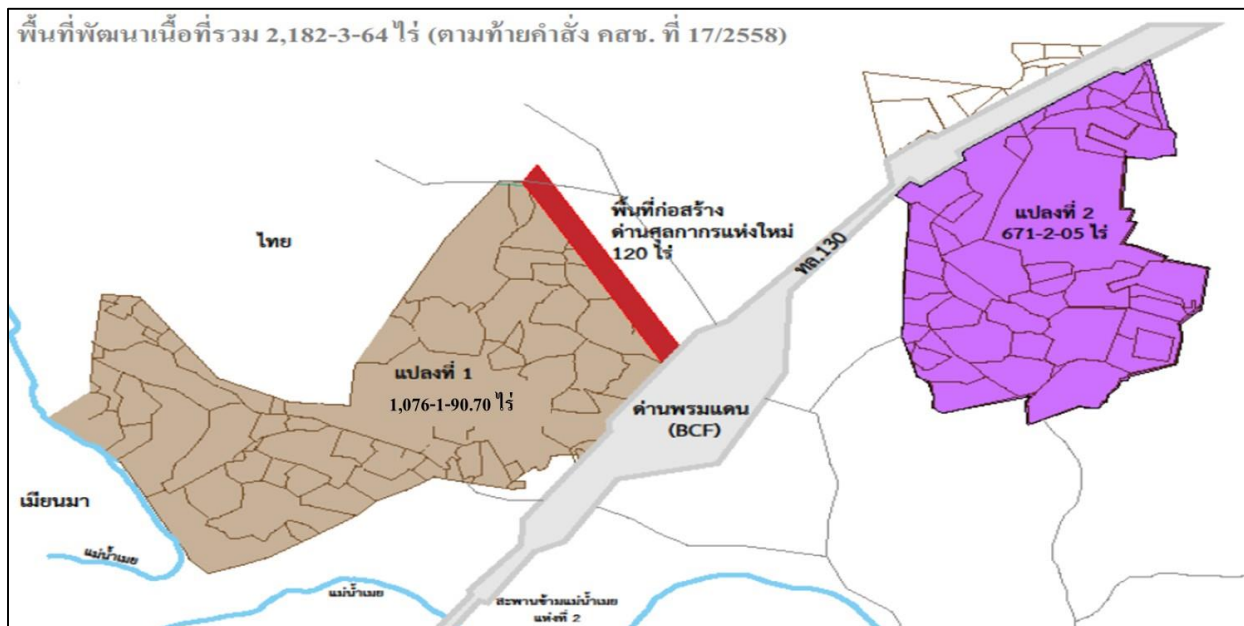 พื้นที่พัฒนาเนื้อที่รวม 2,182-3-64 ไร่ (ตามท้ายคำสั่ง คสช. ที่ 17/2558)
พื้นที่ก่อสร้าง
ด่านศุลกากรแห่งใหม่
120 ไร่
แปลงที่ 2
671-2-05 ไร่
ไทย
ทล.130
แปลงที่ 1
1,076-1-90.70 ไร่
ด่านพรมแดน
(BCF)
เมียนมา
แม่น้ำเมย
แม่น้ำเมย
สะพานข้ามแม่น้ำเมย
แห่งที่ 2